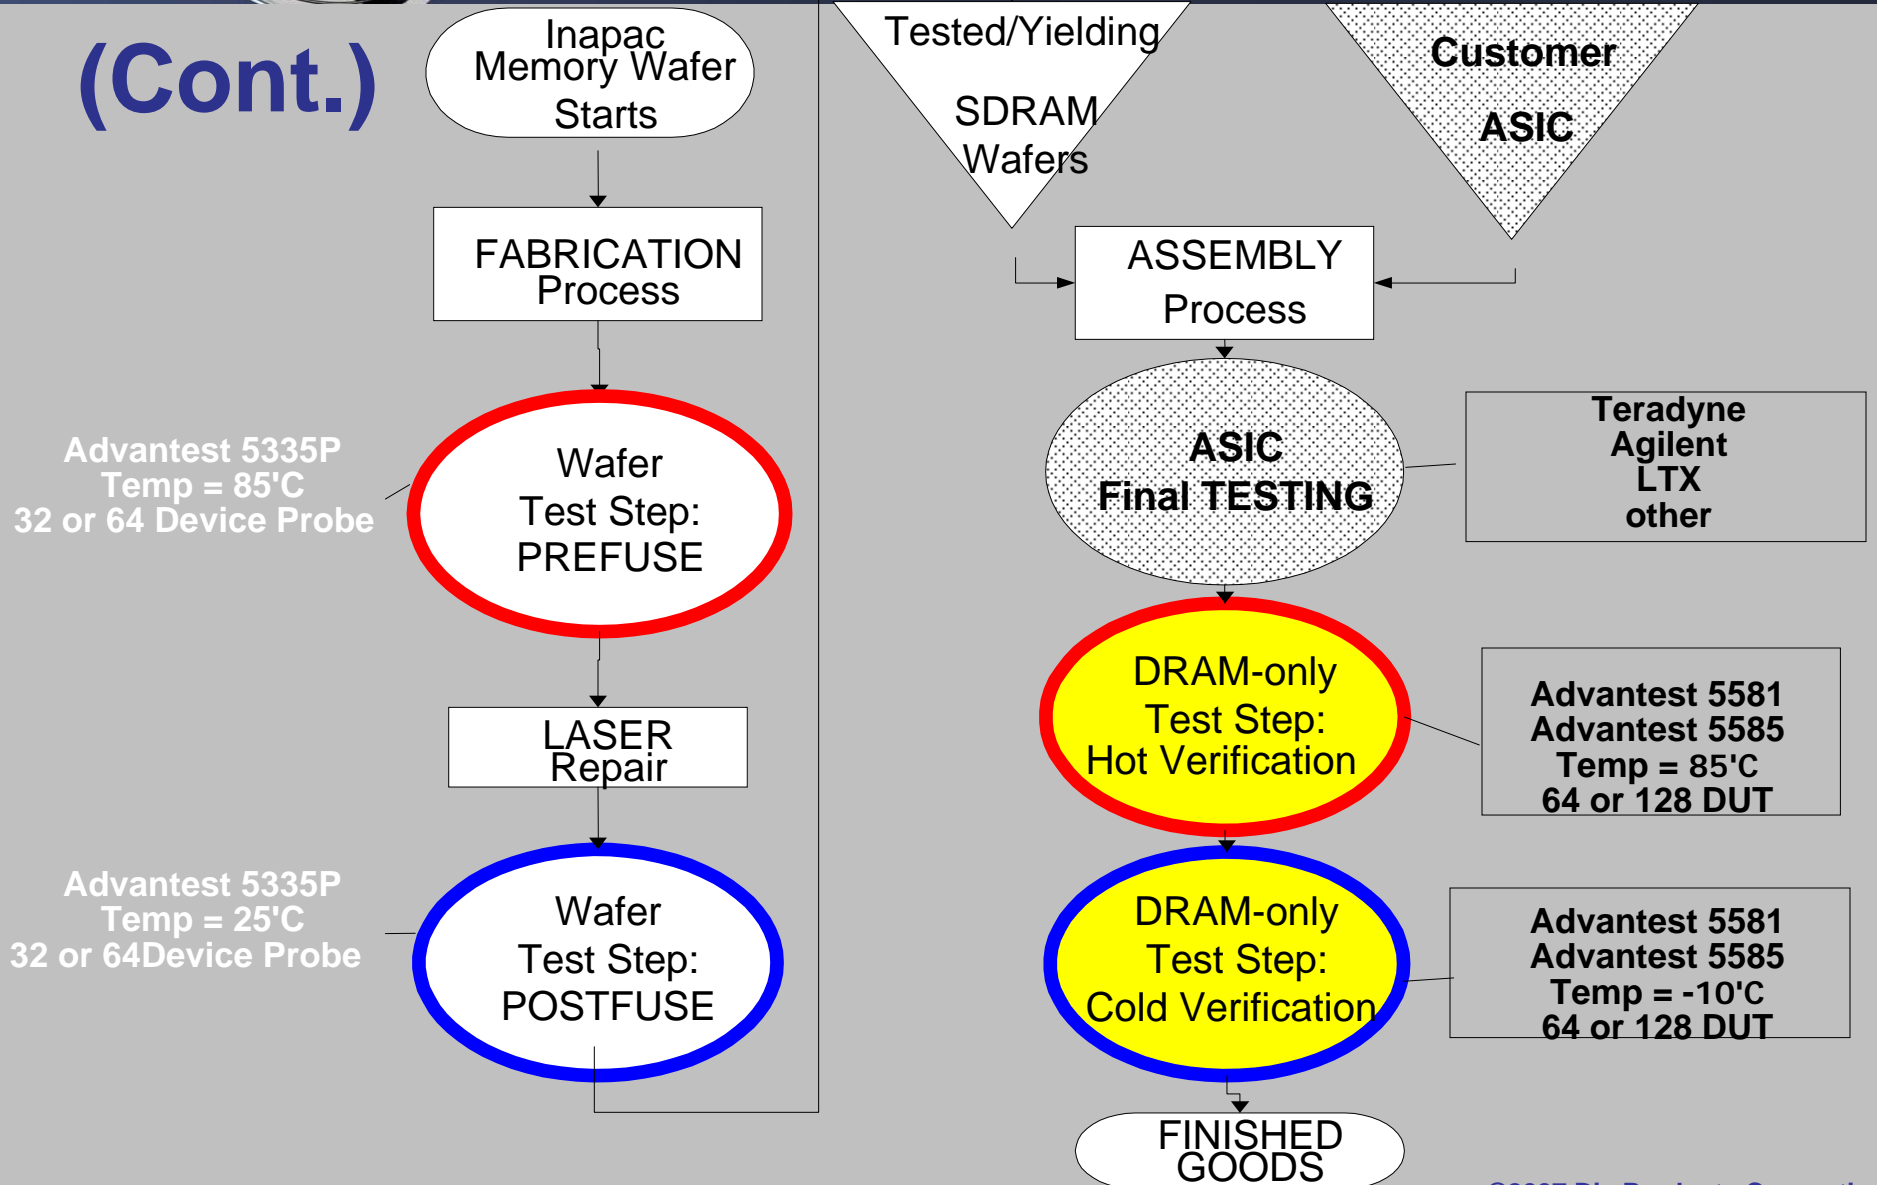 (Cont.)
Inapac
Memory Wafer
Starts
FABRICATION
Process
Advantest 5335P
Temp = 85'C
32 or 64 Device Probe
Wafer
Test Step:
PREFUSE
LASER
Repair
Advantest 5335P
Temp = 25'C
32 or 64Device Probe
Wafer
Test Step:
POSTFUSE
Tested/Yielding
SDRAM
Wafers
Customer
ASIC
ASSEMBLY
Process
ASIC
Final TESTING
Teradyne
Agilent
LTX
other
DRAM-only
Test Step:
Hot Verification
Advantest 5581
Advantest 5585
Temp = 85'C
64 or 128 DUT
DRAM-only
Test Step:
Cold Verification
Advantest 5581
Advantest 5585
Temp = -10'C
64 or 128 DUT
FINISHED
GOODS